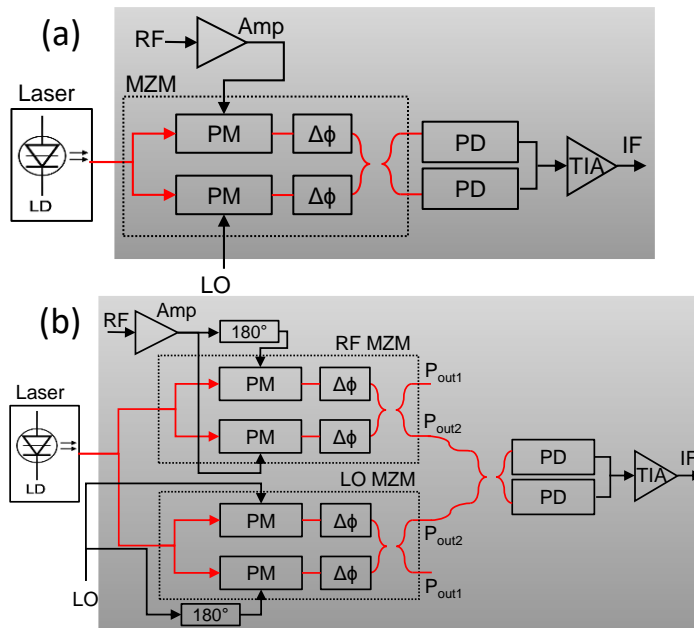 (a)
RF
Amp
MZM
Laser
LD
PM
Δϕ
PD
PM
Δϕ
PD
TIA
IF
LO
(b)
RF
Amp
180°
RF MZM
Laser
LD
PM
Δϕ
Pout1
PM
Δϕ
Pout2
LO MZM
PD
PD
TIA
IF
PM
Δϕ
Pout2
PM
Δϕ
Pout1
LO
180°